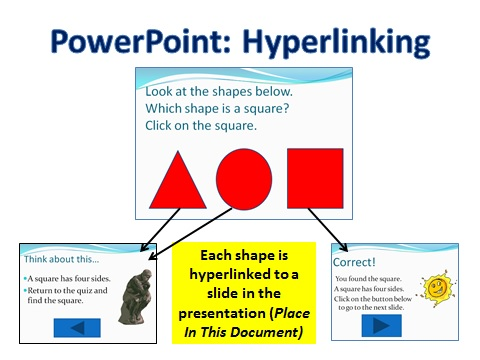 PowerPoint: Hyperlinking
Look at the shapes below.
Which shape is a square?
Click on the square.
Think about this...
•A square has four sides.
•Return to the quiz and
find the square.
Each shape is
hyperlinked to a
slide in the
presentation (Place
In This Document)
Correct!
You found the square.
A square has four sides.
Click on the button below
to go to the next slide.